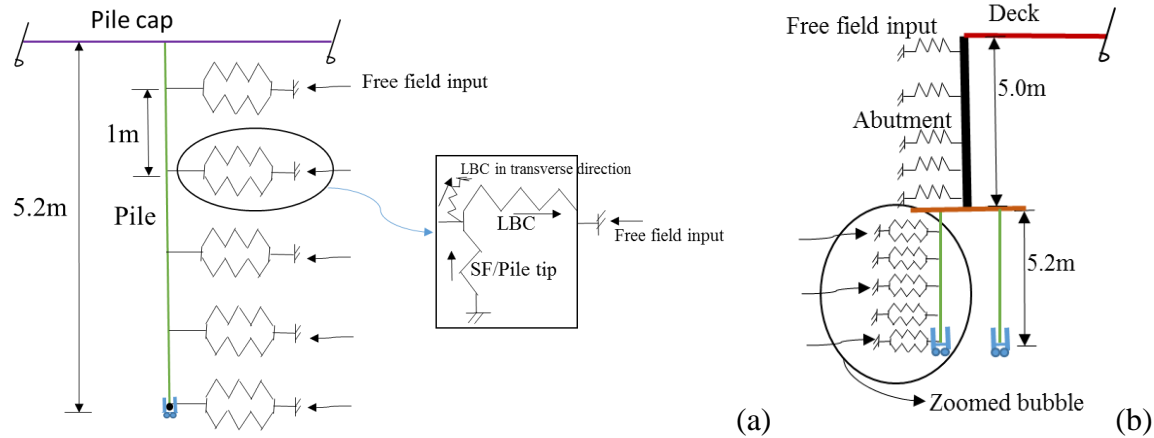 Pile cap
Free field input
1m
5.2m
Pile
LBC in transverse direction
LBC
Free field input
SF/Pile tip
(a)
Deck
Free field input
5.0m
Abutment
5.2m
Zoomed bubble
(b)